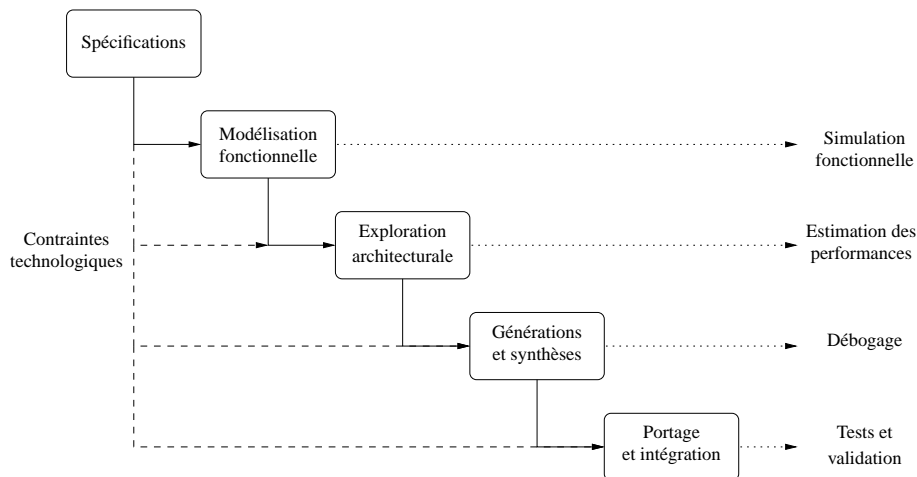 Spécifications
Modélisation
fonctionnelle
Simulation
fonctionnelle
Contraintes
technologiques
Exploration
architecturale
Estimation des
performances
Générations
et synthèses
Débogage
Portage
et intégration
Tests et
validation